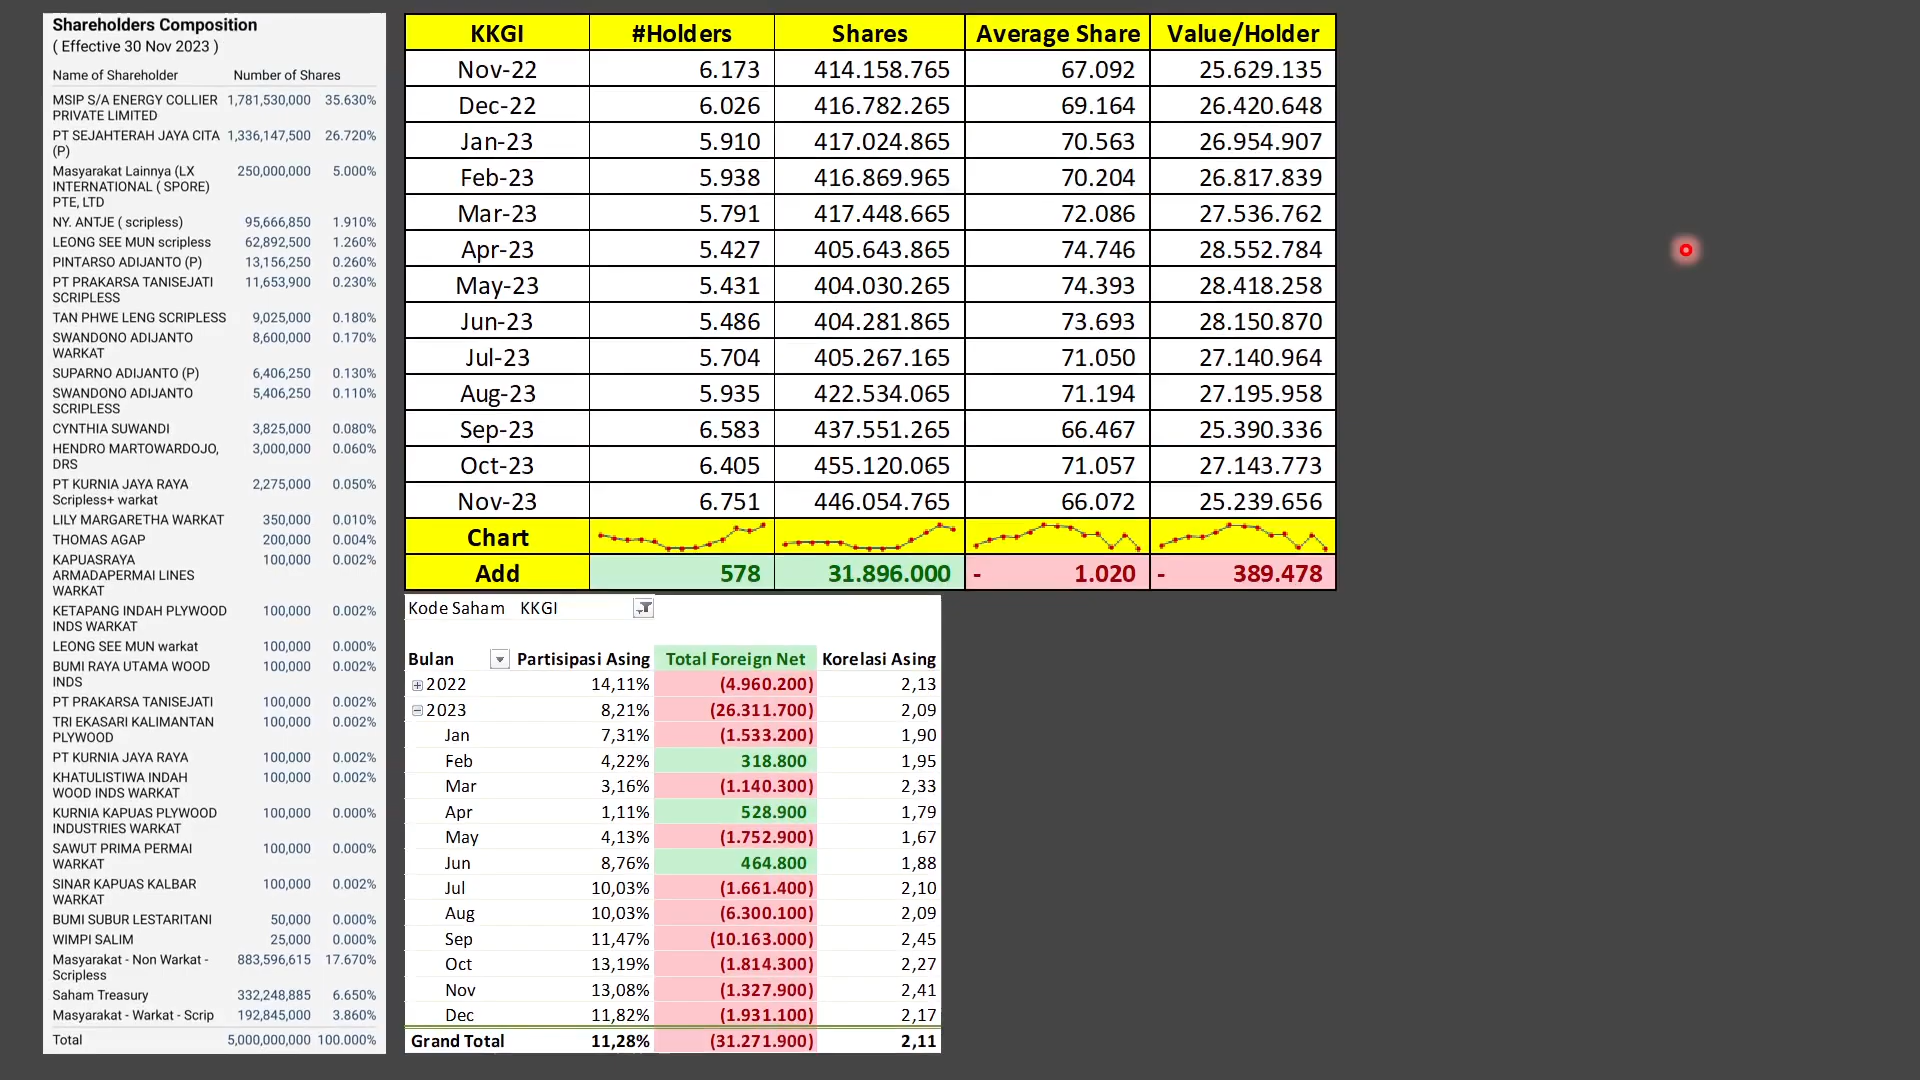 Shareholders Composition
( Effective 30 Nov 2023 )
Name of Shareholder Number of Shares
MSIP S/A ENERGY COLLIER 1,781,530,000 35.630%
PRIVATE LIMITED
PT SEJAHTERAH JAYA CITA 1,336,147,500 26.720%
(P)
Masyarakat Lainnya (LX 250,000,000 5.000%
INTERNATIONAL ( SPORE)
PTE, LTD
NY. ANTJE ( scripless) 95,666,850 1.910%
LEONG SEE MUN scripless 62,892,500 1.260%
PINTARSO ADIJANTO (P) 13,156,250 0.260%
PT PRAKARSA TANISEJATI 11,653,900 0.230%
SCRIPLESS
TAN PHWE LENG SCRIPLESS 9,025,000 0.180%
SWANDONO ADIJANTO 8,600,000 0.170%
WARKAT
SUPARNO ADIJANTO (P) 6,406,250 0.130%
SWANDONO ADIJANTO 5,406,250 0.110%
SCRIPLESS
CYNTHIA SUWANDI 3,825,000 0.080%
HENDRO MARTOWARDOJO, 3,000,000 0.060%
DRS
PT KURNIA JAYA RAYA 2,275,000 0.050%
Scripless+ warkat
LILY MARGARETHA WARKAT 350,000 0.010%
THOMAS AGAP 200,000 0.004%
KAPUASRAYA 100,000 0.002%
ARMADAPERMAI LINES
WARKAT
KETAPANG INDAH PLYWOOD 100,000 0.002%
INDS WARKAT
LEONG SEE MUN warkat 100,000 0.000%
BUMI RAYA UTAMA WOOD 100,000 0.002%
INDS
PT PRAKARSA TANISEJATI 100,000 0.002%
TRI EKASARI KALIMANTAN 100,000 0.002%
PLYWOOD
PT KURNIA JAYA RAYA 100,000 0.002%
KHATULISTIWA INDAH 100,000 0.002%
WOOD INDS WARKAT
KURNIA KAPUAS PLYWOOD 100,000 0.000%
INDUSTRIES WARKAT
SAWUT PRIMA PERMAI 100,000 0.000%
WARKAT
SINAR KAPUAS KALBAR 100,000 0.002%
WARKAT
BUMI SUBUR LESTARITANI 50,000 0.000%
WIMPI SALIM 25,000 0.000%
Masyarakat - Non Warkat - 883,596,615 17.670%
Scripless
Saham Treasury 332,248,885 6.650%
Masyarakat - Warkat - Scrip 192,845,000 3.860%
Total 5,000,000,000 100.000%
KKGI #Holders Shares Average Share Value/Holder
Nov-22 6.173 414.158.765 67.092 25.629.135
Dec-22 6.026 416.782.265 69.164 26.420.648
Jan-23 5.910 417.024.865 70.563 26.954.907
Feb-23 5.938 416.869.965 70.204 26.817.839
Mar-23 5.791 417.448.665 72.086 27.536.762
Apr-23 5.427 405.643.865 74.746 28.552.784
May-23 5.431 404.030.265 74.393 28.418.258
Jun-23 5.486 404.281.865 73.693 28.150.870
Jul-23 5.704 405.267.165 71.050 27.140.964
Aug-23 5.935 422.534.065 71.194 27.195.958
Sep-23 6.583 437.551.265 66.467 25.390.336
Oct-23 6.405 455.120.065 71.057 27.143.773
Nov-23 6.751 446.054.765 66.072 25.239.656
Chart
Add 578 31.896.000 - 1.020 - 389.478
Kode Saham KKGI
Bulan Partisipasi Asing Total Foreign Net Korelasi Asing
2022 14,11% (4.960.200) 2,13
2023 8,21% (26.311.700) 2,09
Jan 7,31% (1.533.200) 1,90
Feb 4,22% 318.800 1,95
Mar 3,16% (1.140.300) 2,33
Apr 1,11% 528.900 1,79
May 4,13% (1.752.900) 1,67
Jun 8,76% 464.800 1,88
Jul 10,03% (1.661.400) 2,10
Aug 10,03% (6.300.100) 2,09
Sep 11,47% (10.163.000) 2,45
Oct 13,19% (1.814.300) 2,27
Nov 13,08% (1.327.900) 2,41
Dec 11,82% (1.931.100) 2,17
Grand Total 11,28% (31.271.900) 2,11